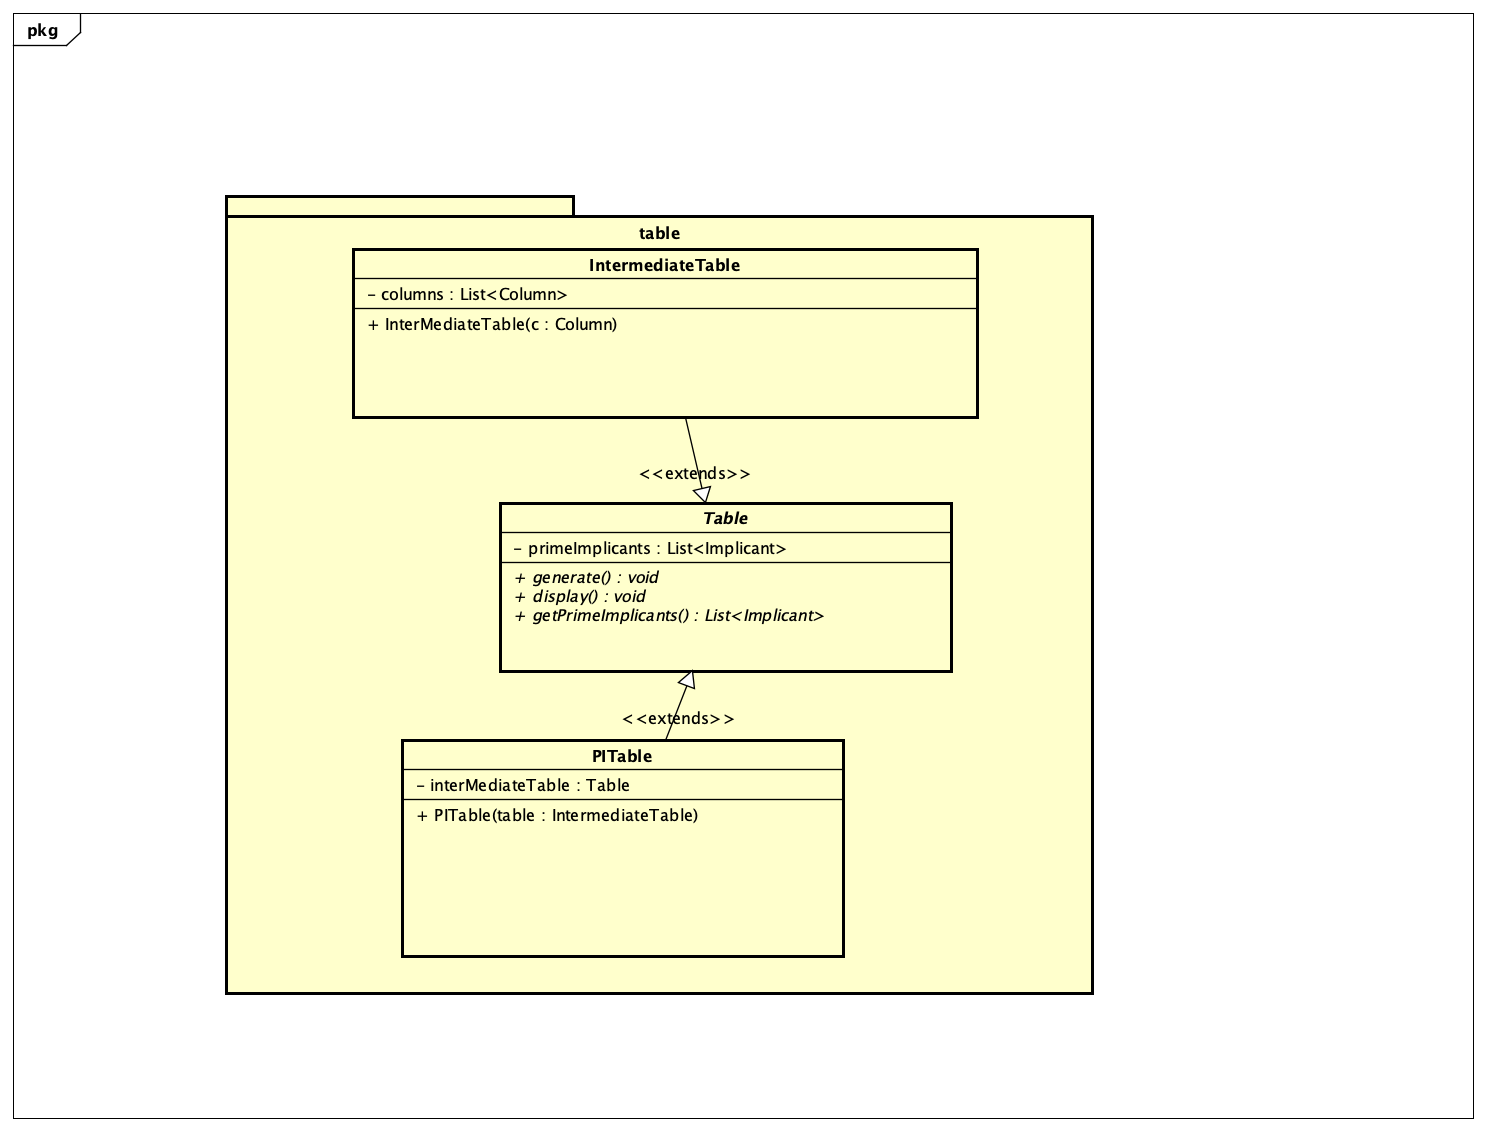 pkg
table
IntermediateTable
- columns : List<Column>
+ InterMediateTable(c : Column)
<<extends>>
Table
- primeImplicants : List<Implicant>
+ generate() : void
+ display() : void
+ getPrimeImplicants() : List<Implicant>
<<extends>>
PITable
- interMediateTable : Table
+ PITable(table : IntermediateTable)